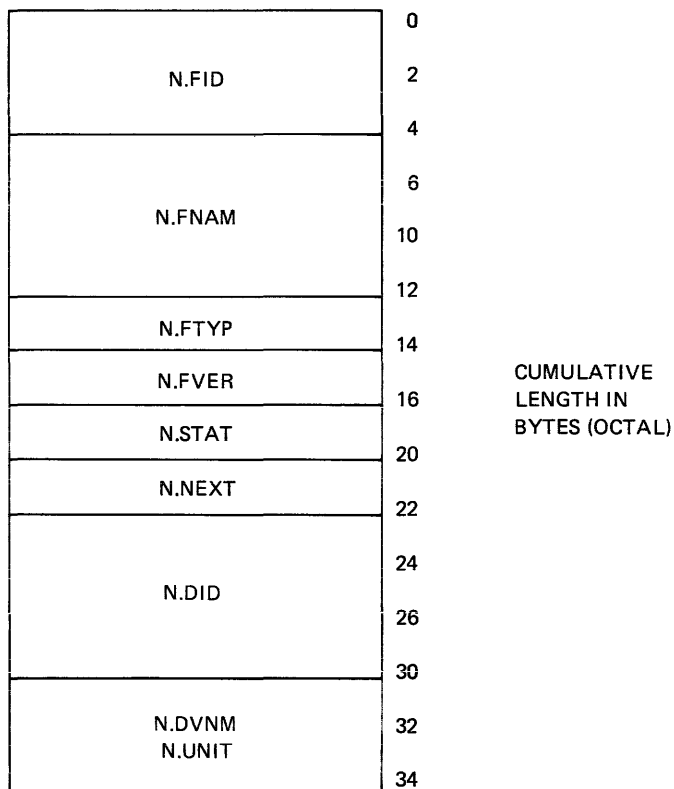 0
N.FID
2
4
6
N.FNAM
10
12
N.FTYP
14
N.FVER
16
CUMULATIVE
LENGTH IN
BYTES (OCTAL)
N.STAT
20
N.NEXT
22
24
N.DID
26
30
N.DVNM
32
N.UNIT
34